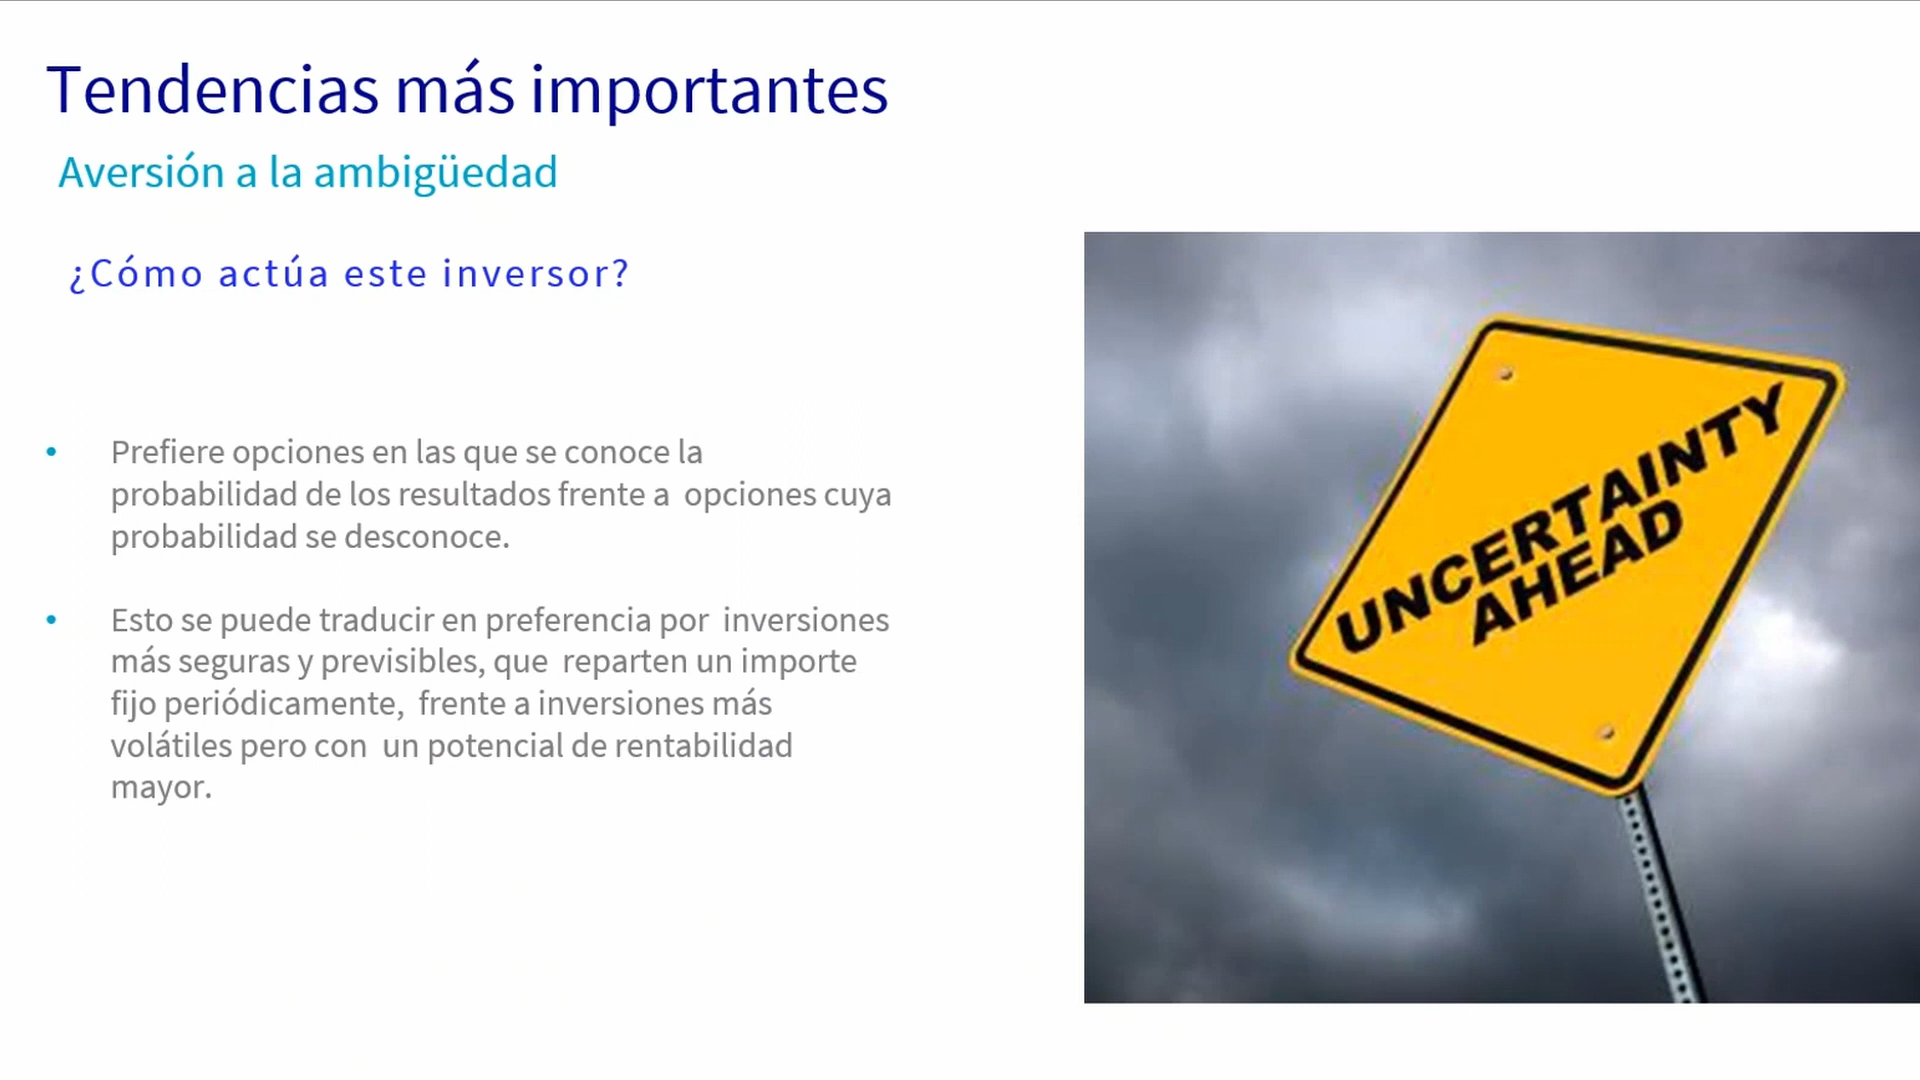 Tendencias más importantes
Aversión a la ambigüedad
¿Cómo actúa este inversor?
• Prefiere opciones en las que se conoce la
probabilidad de los resultados frente a opciones cuya
probabilidad se desconoce.
• Esto se puede traducir en preferencia por inversiones
más seguras y previsibles, que reparten un importe
fijo periódicamente, frente a inversiones más
volátiles pero con un potencial de rentabilidad
mayor.
UNCERTAINTY
AHEAD